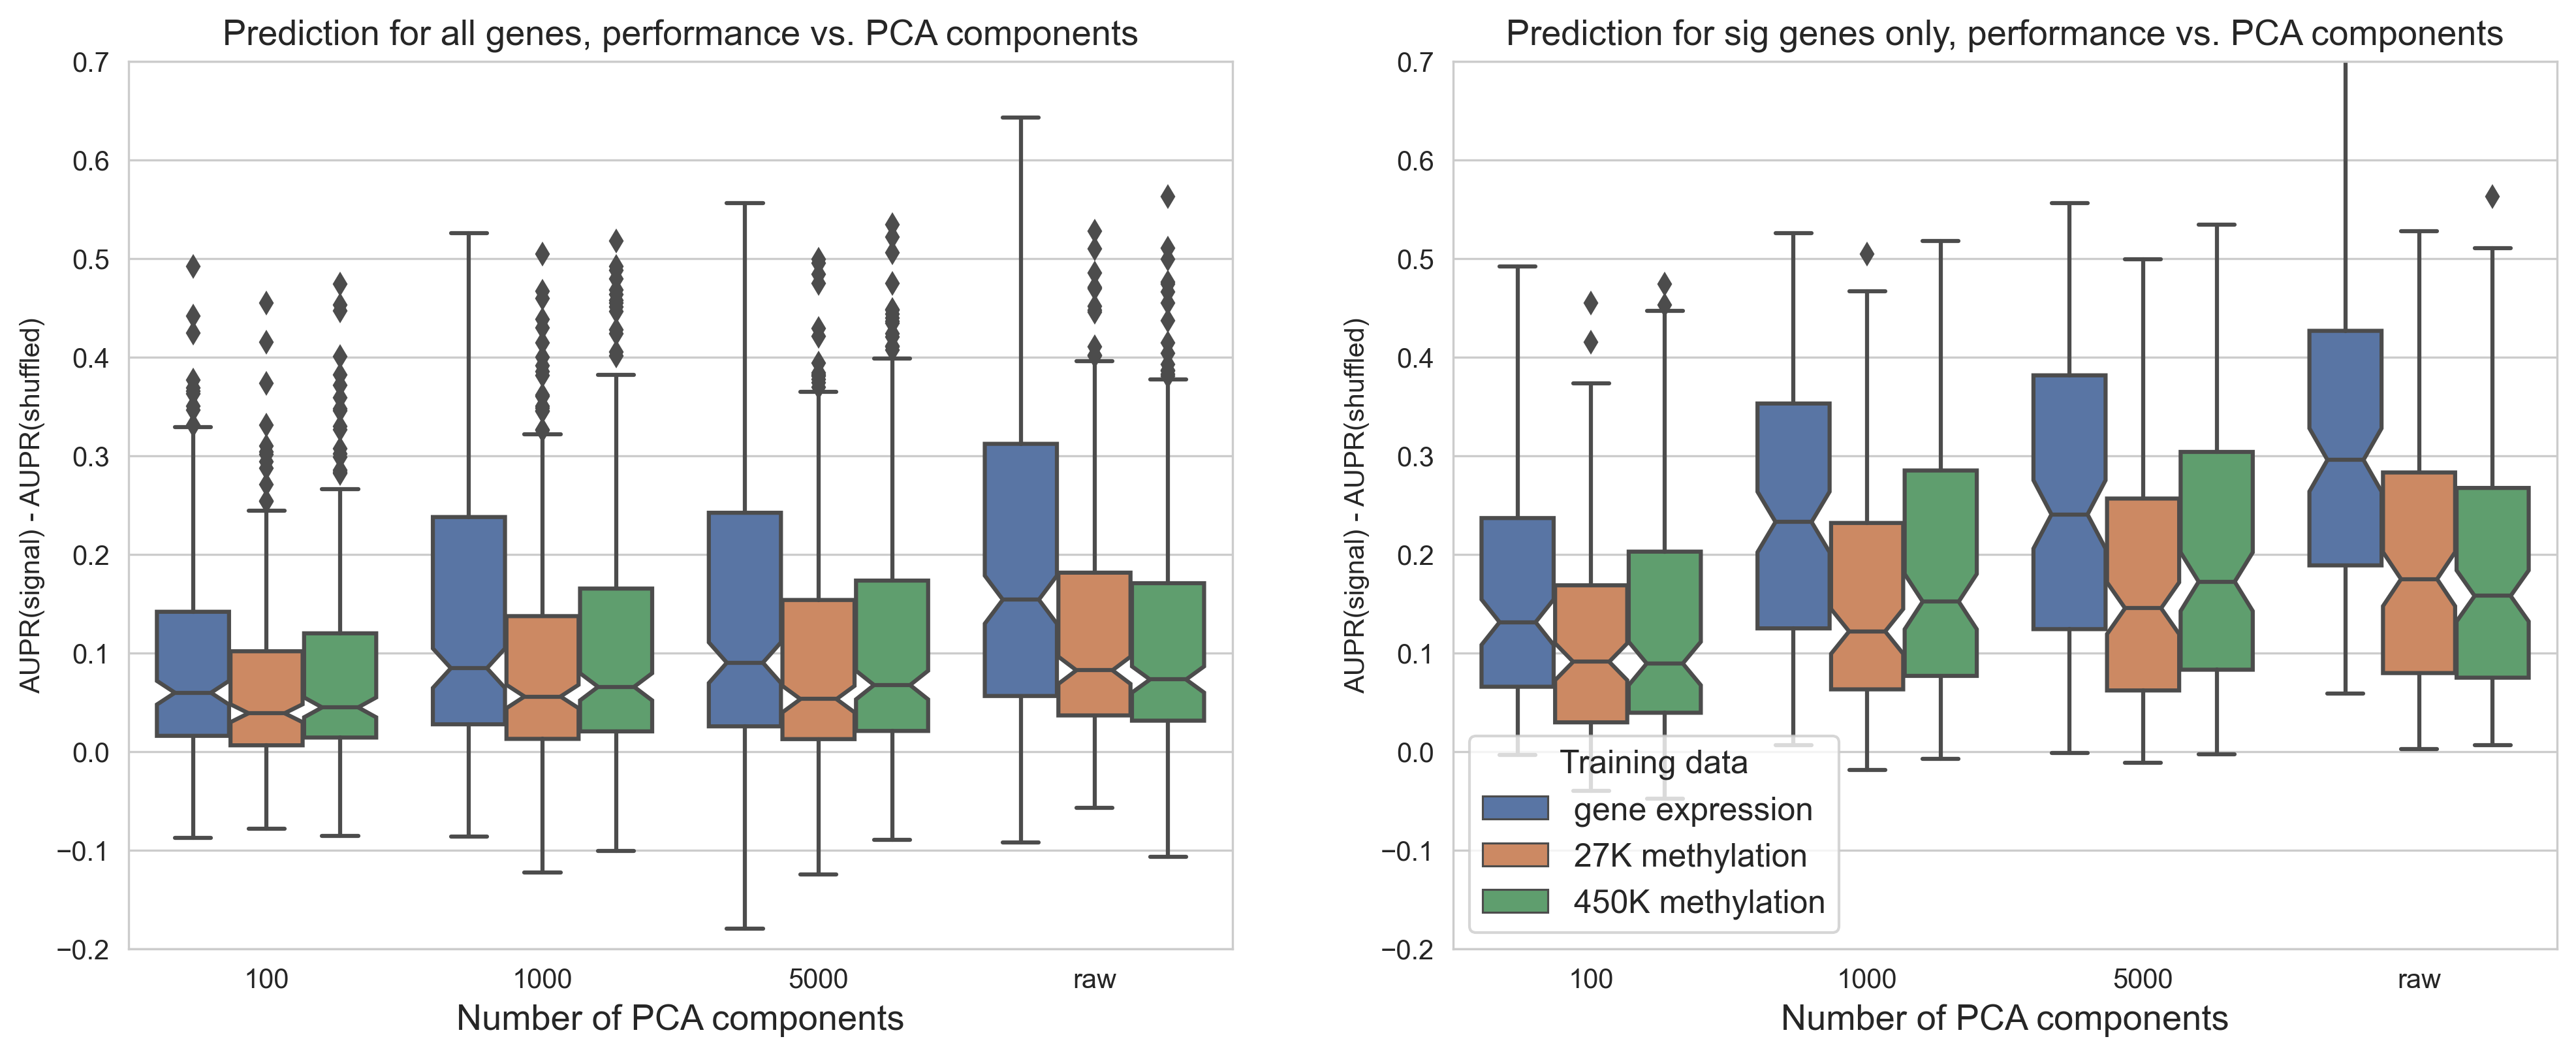 Prediction for all genes, performance vs. PCA components
0.7
0.6
0.5
0.4
0.3
0.2
0.1
0.0
−0.1
−0.2
AUPR(signal) - AUPR(shuffled)
100
1000
5000
raw
Number of PCA components
Prediction for sig genes only, performance vs. PCA components
0.7
0.6
0.5
0.4
0.3
0.2
0.1
0.0
−0.1
−0.2
AUPR(signal) - AUPR(shuffled)
Training data
gene expression
27K methylation
450K methylation
100
1000
5000
raw
Number of PCA components